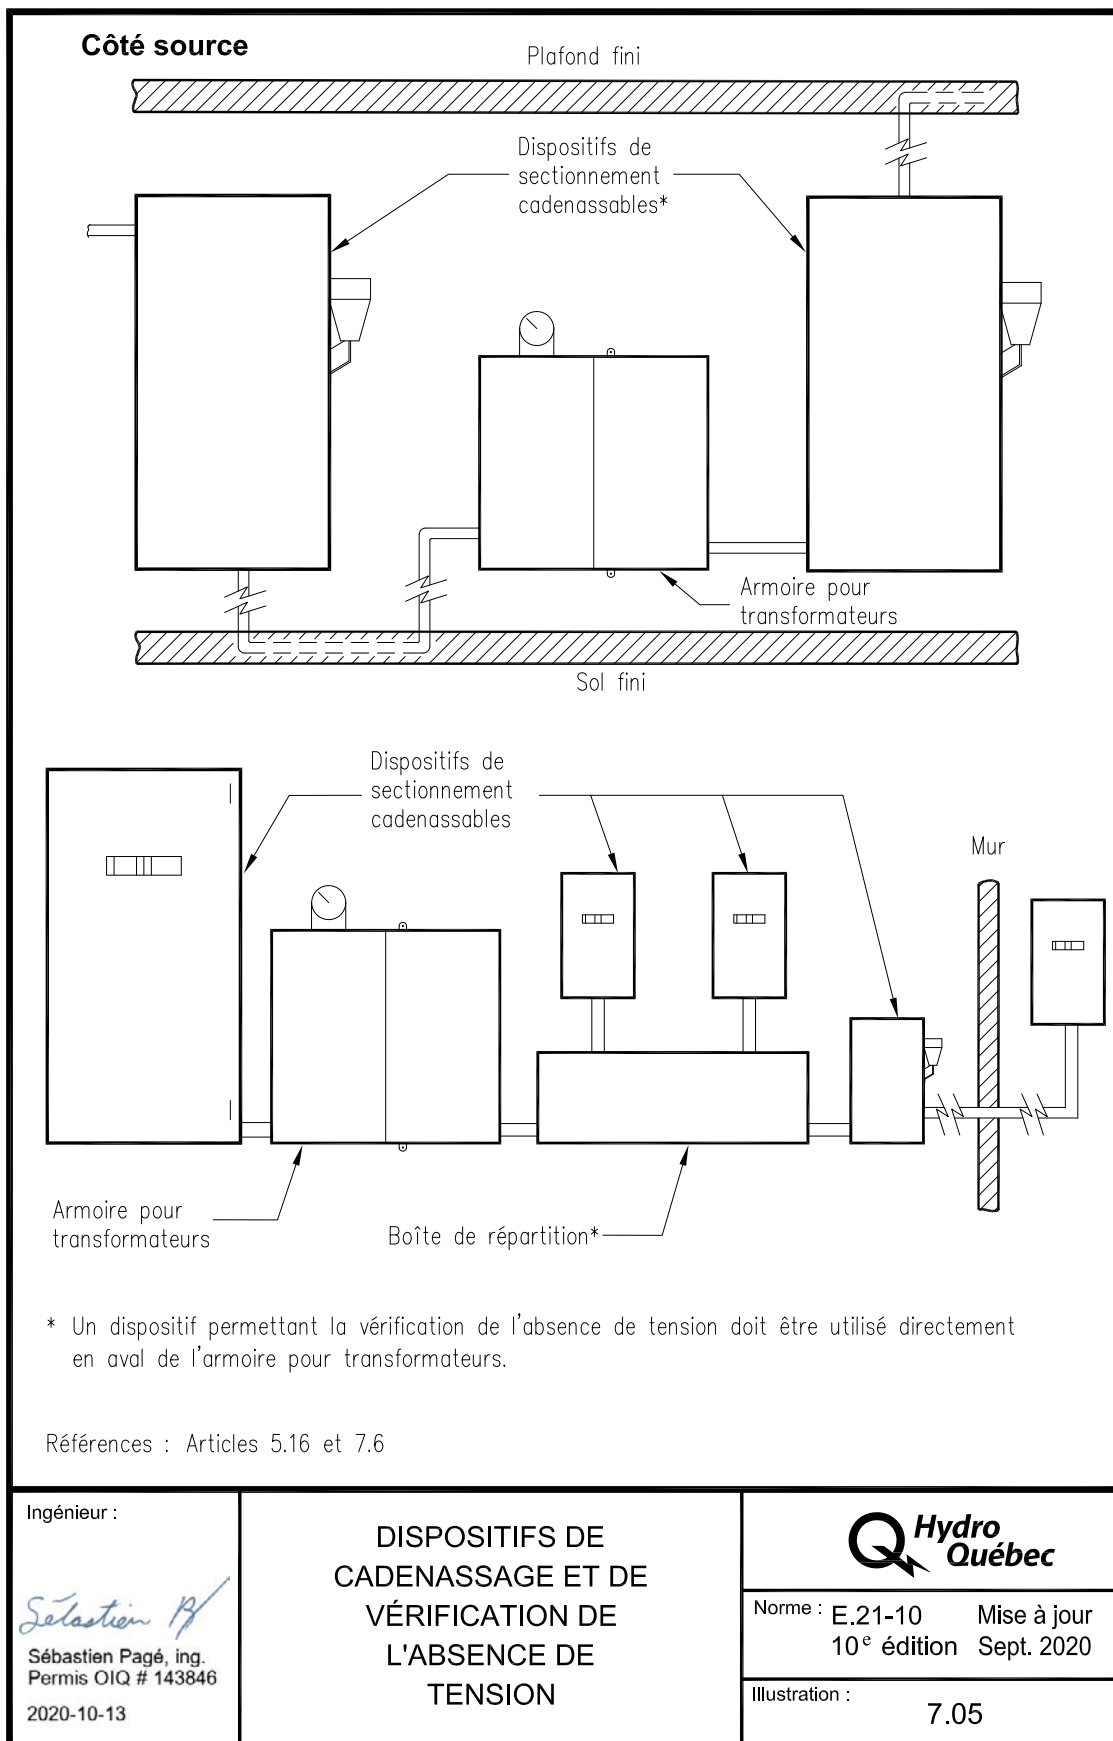 Côté source
Plafond fini
Dispositifs de
sectionnement
cadenassables*
Armoire pour
transformateurs
Sol fini
Dispositifs de
sectionnement
cadenassables
Mur
Armoire pour
transformateurs
Boîte de répartition*
* Un dispositif permettant la vérification de l'absence de tension doit être utilisé directement
en aval de l'armoire pour transformateurs.
Références : Articles 5.16 et 7.6
Ingénieur :
Sébastien Pagé, ing.
Permis OIQ # 143846
2020-10-13
DISPOSITIFS DE
CADENASSAGE ET DE
VÉRIFICATION DE
L'ABSENCE DE
TENSION
Hydro
Québec
Norme : E.21-10 Mise à jour
10e édition Sept. 2020
Illustration :
7.05